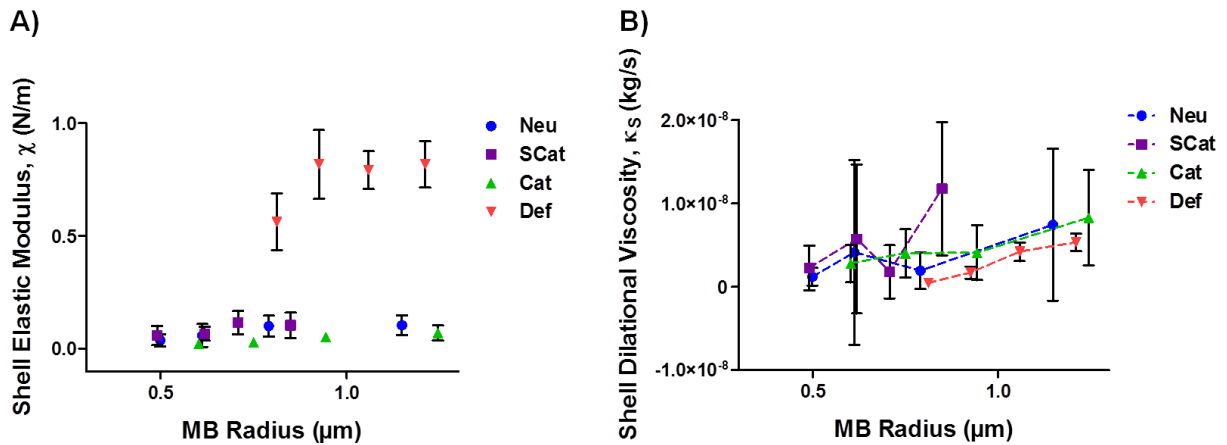 A)
Shell Elastic Modulus, χ (N/m)
1.0
0.5
0.0
0.5
1.0
MB Radius (µm)
Neu
SCat
Cat
Def
B)
Shell Dilational Viscosity, κS (kg/s)
2.0×10-8
1.0×10-8
0
-1.0×10-8
0.5
1.0
MB Radius (µm)
Neu
SCat
Cat
Def